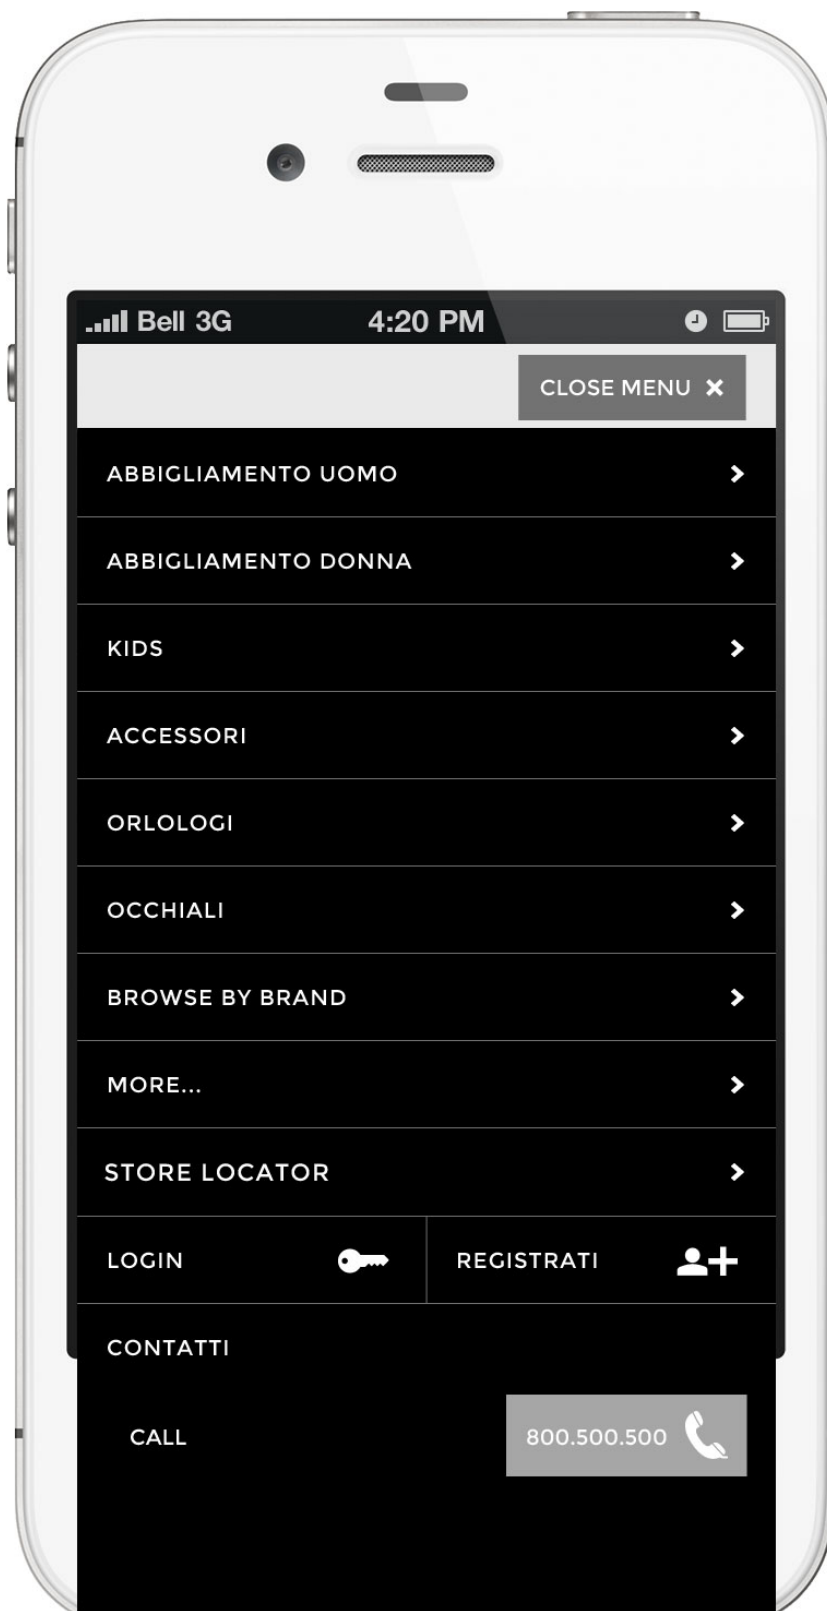 Bell 3G 4:20 PM
CLOSE MENU
ABBIGLIAMENTO UOMO
ABBIGLIAMENTO DONNA
KIDS
ACCESSORI
ORLOLOGI
OCCHIALI
BROWSE BY BRAND
MORE...
STORE LOCATOR
LOGIN REGISTRATI
CONTATTI
CALL 800.500.500